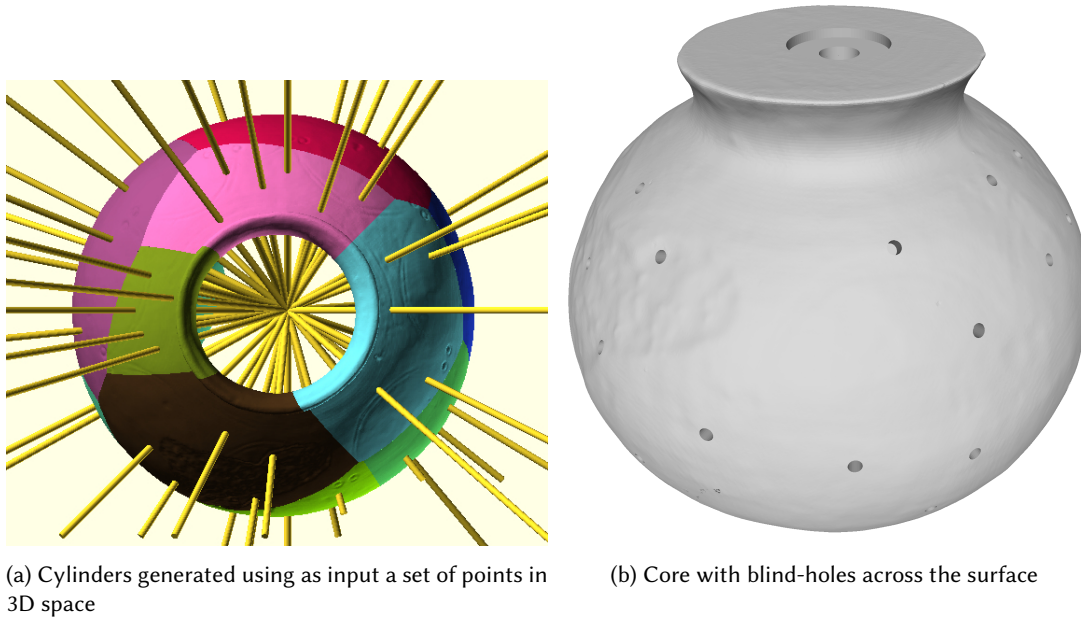 (a) Cylinders generated using as input a set of points in
3D space
(b) Core with blind-holes across the surface